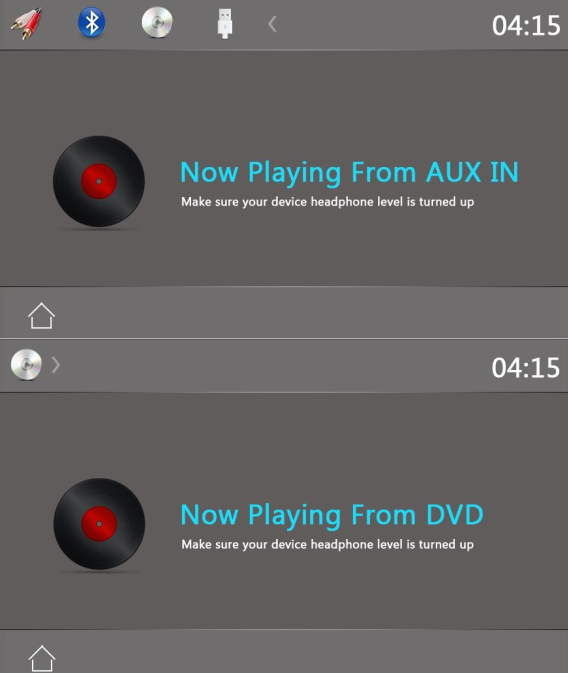 04:15
Now Playing From AUX IN
Make sure your device headphone level is turned up
04:15
Now Playing From DVD
Make sure your device headphone level is turned up